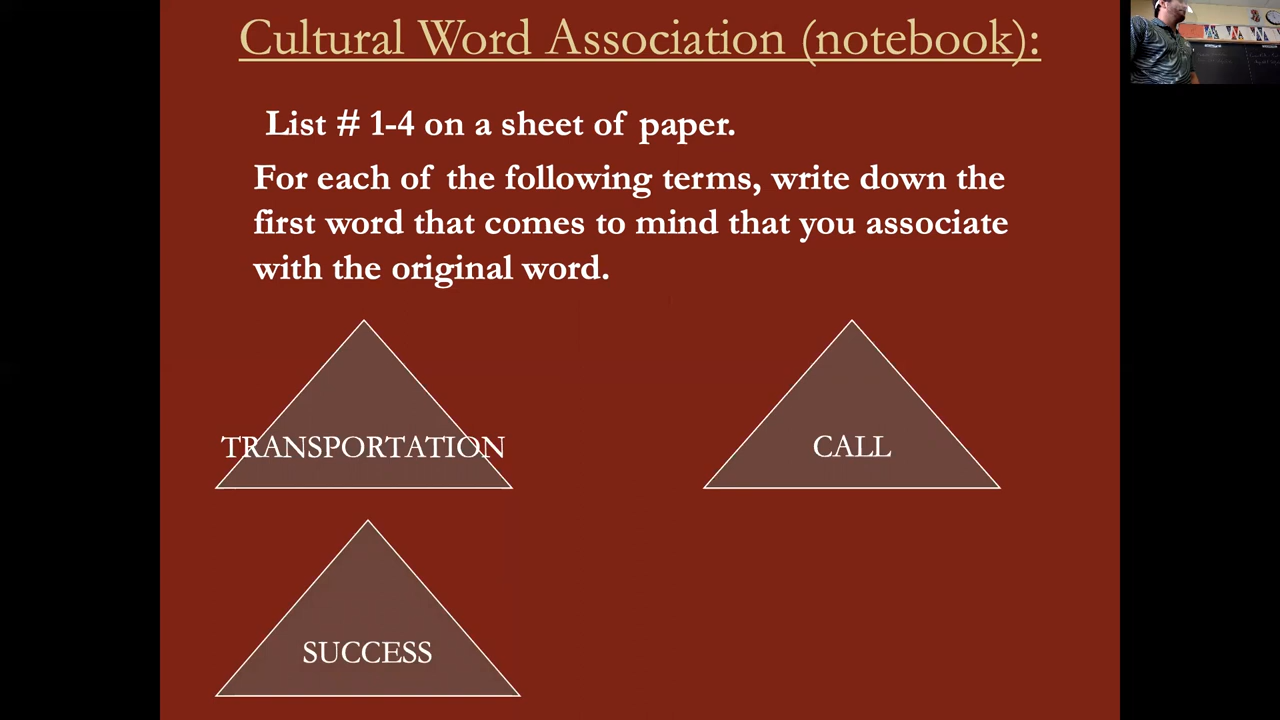 Cultural Word Association (notebook):
List # 1-4 on a sheet of paper.
For each of the following terms, write down the
first word that comes to mind that you associate
with the original word.
TRANSPORTATION
CALL
SUCCESS